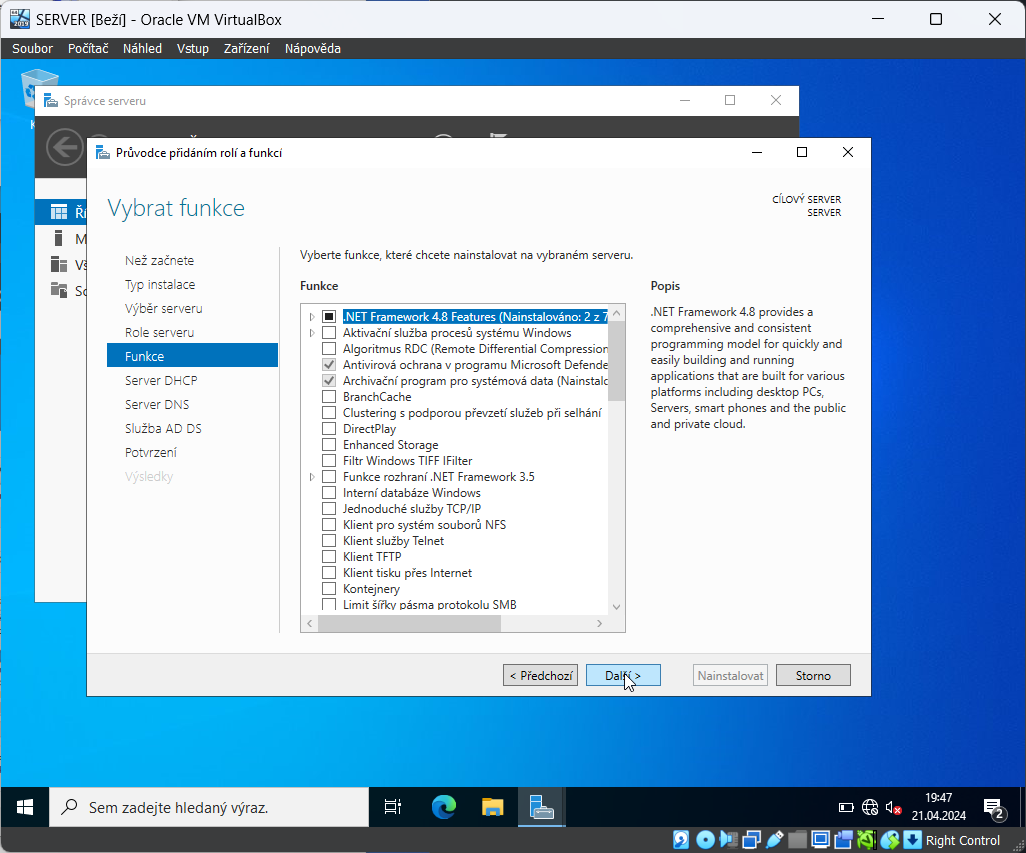 SERVER [Beží] - Oracle VM VirtualBox
Soubor Počítač Náhled Vstup Zařízení Nápověda
Správce serveru
Průvodce přidáním rolí a funkcí
Vybrat funkce
CÍLOVÝ SERVER
SERVER
Než začnete
Typ instalace
Výběr serveru
Role serveru
Funkce
Server DHCP
Server DNS
Služba AD DS
Potvrzení
Výsledky
Vyberte funkce, které chcete nainstalovat na vybraném serveru.
Funkce
.NET Framework 4.8 Features (Nainstalováno: 2 z 7
Aktivační služba procesů systému Windows
Algoritmus RDC (Remote Differential Compression
Antivirová ochrana v programu Microsoft Defende
Archivační program pro systémová data (Nainstalo
BranchCache
Clustering s podporou převzetí služeb při selhání
DirectPlay
Enhanced Storage
Filtr Windows TIFF IFilter
Funkce rozhraní .NET Framework 3.5
Interní databáze Windows
Jednoduché služby TCP/IP
Klient pro systém souborů NFS
Klient služby Telnet
Klient TFTP
Klient tisku přes Internet
Kontejnery
Limit šířky pásma protokolu SMB
Popis
.NET Framework 4.8 provides a
comprehensive and consistent
programming model for quickly and
easily building and running
applications that are built for various
platforms including desktop PCs,
Servers, smart phones and the public
and private cloud.
< Předchozí Další > Nainstalovat Storno
Sem zadejte hledaný výraz.
19:47
21.04.2024
2
Right Control